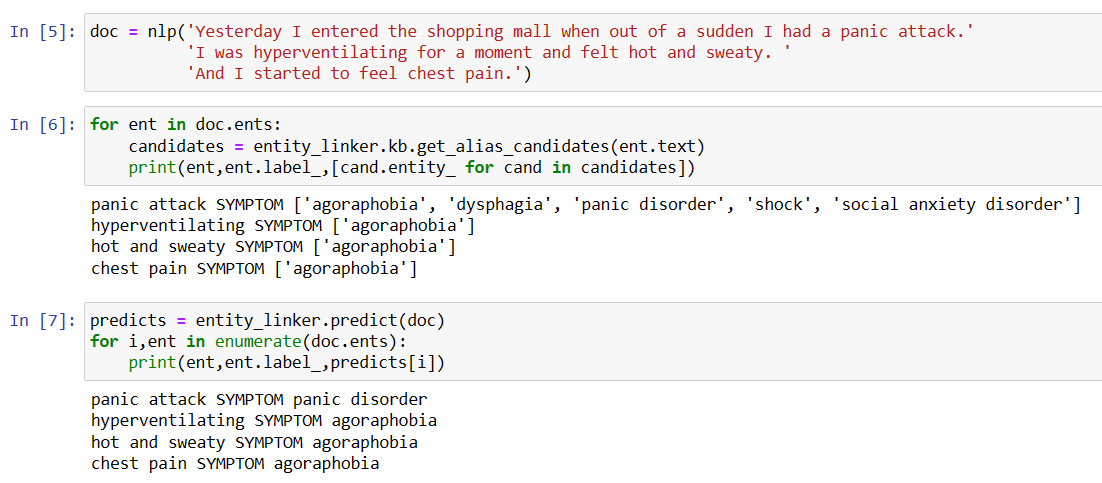 In [5]: doc = nlp('Yesterday I entered the shopping mall when out of a sudden I had a panic attack.'
'I was hyperventilating for a moment and felt hot and sweaty. '
'And I started to feel chest pain.')
In [6]: for ent in doc.ents:
candidates = entity_linker.kb.get_alias_candidates(ent.text)
print(ent,ent.label_,[cand.entity_ for cand in candidates])
panic attack SYMPTOM ['agoraphobia', 'dysphagia', 'panic disorder', 'shock', 'social anxiety disorder']
hyperventilating SYMPTOM ['agoraphobia']
hot and sweaty SYMPTOM ['agoraphobia']
chest pain SYMPTOM ['agoraphobia']
In [7]: predicts = entity_linker.predict(doc)
for i,ent in enumerate(doc.ents):
print(ent,ent.label_,predicts[i])
panic attack SYMPTOM panic disorder
hyperventilating SYMPTOM agoraphobia
hot and sweaty SYMPTOM agoraphobia
chest pain SYMPTOM agoraphobia